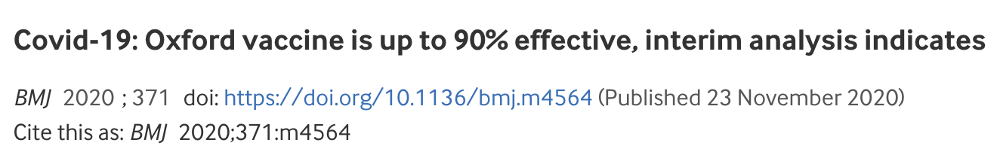 Covid-19: Oxford vaccine is up to 90% effective, interim analysis indicates
BMJ 2020 ; 371 doi: https://doi.org/10.1136/bmj.m4564 (Published 23 November 2020)
Cite this as: BMJ 2020;371:m4564